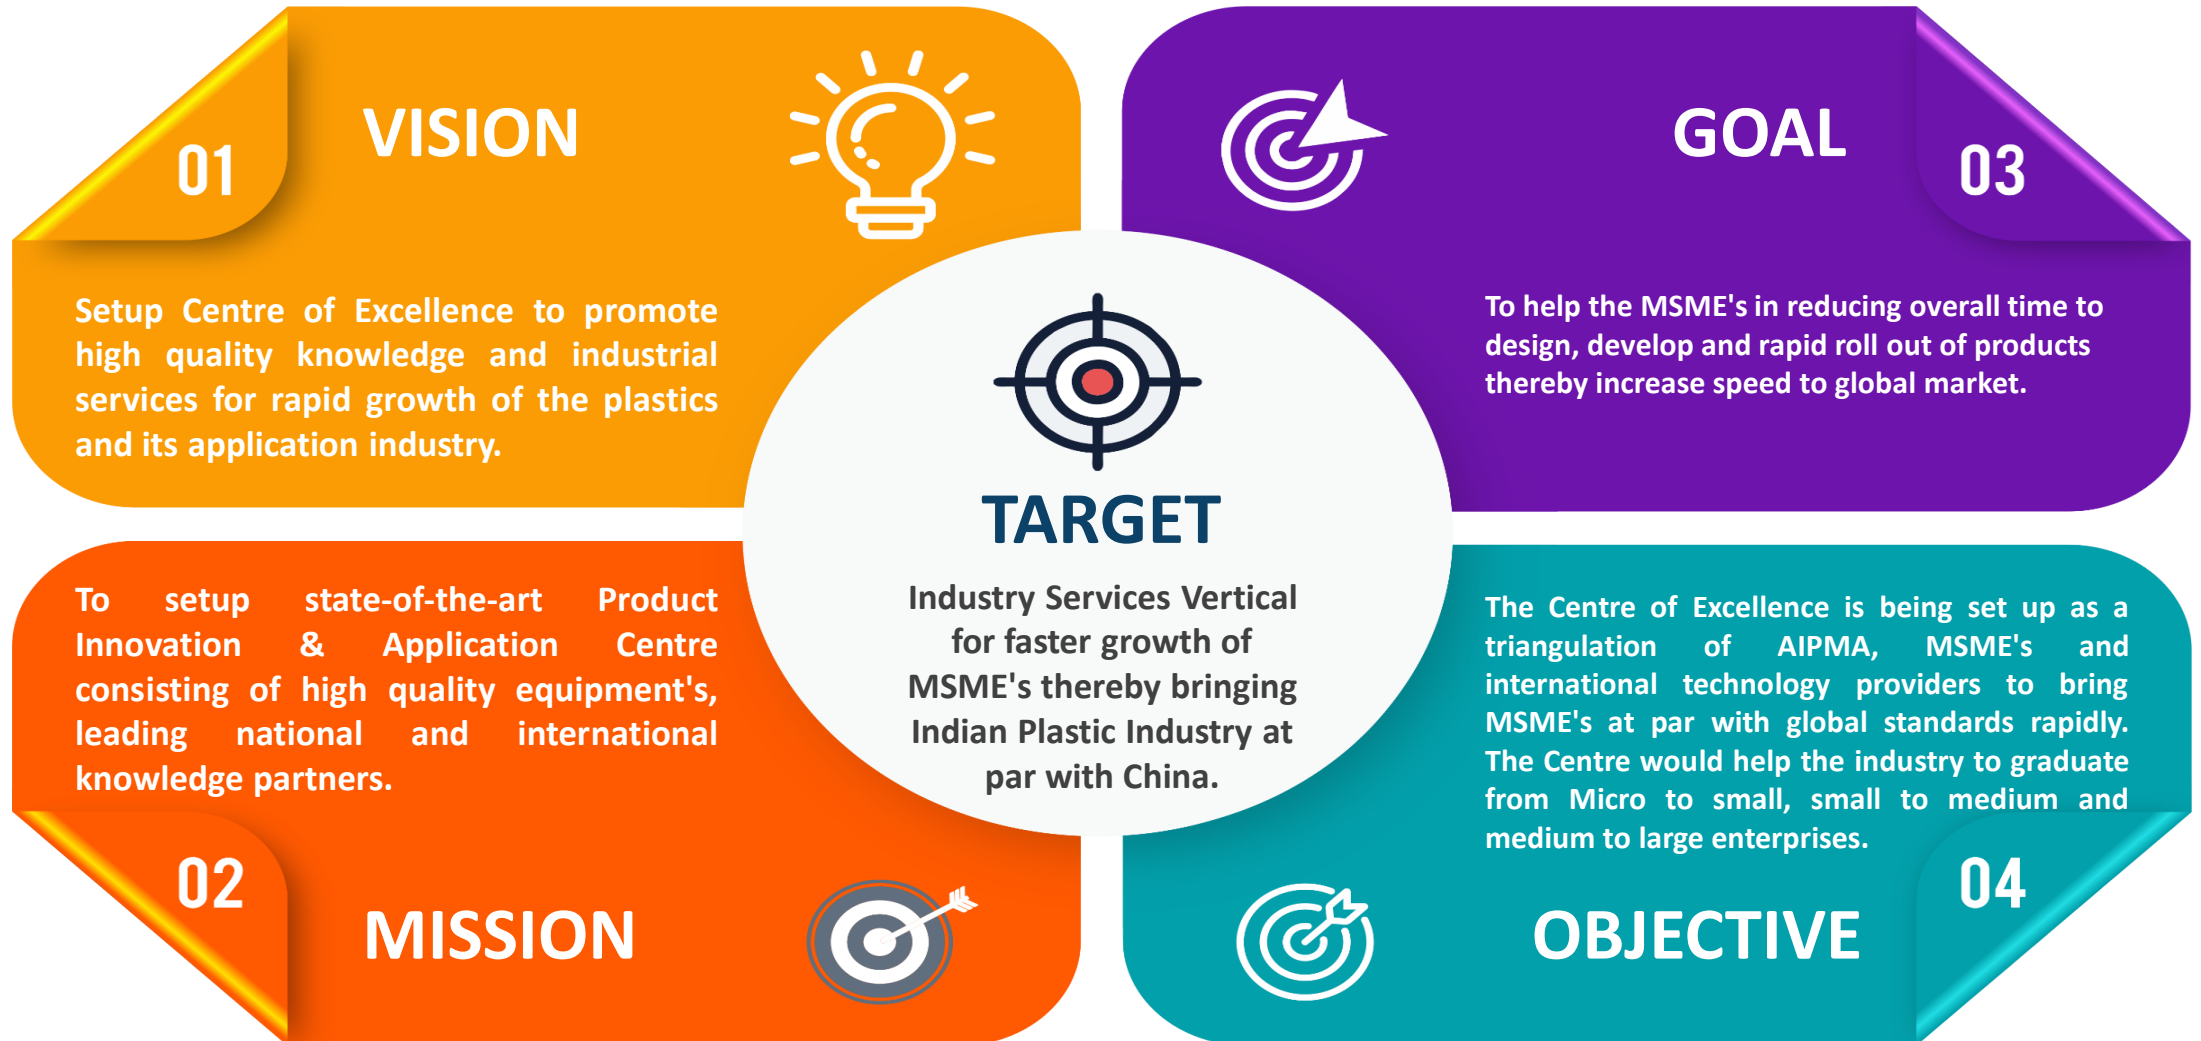 01
VISION
Setup Centre of Excellence to promote
high quality knowledge and industrial
services for rapid growth of the plastics
and its application industry.
To setup state-of-the-art Product
Innovation & Application Centre
consisting of high quality equipment's,
leading national and international
knowledge partners.
02
MISSION
TARGET
Industry Services Vertical
for faster growth of
MSME's thereby bringing
Indian Plastic Industry at
par with China.
GOAL
03
To help the MSME's in reducing overall time to
design, develop and rapid roll out of products
thereby increase speed to global market.
The Centre of Excellence is being set up as a
triangulation of AIPMA, MSME's and
international technology providers to bring
MSME's at par with global standards rapidly.
The Centre would help the industry to graduate
from Micro to small, small to medium and
medium to large enterprises.
04
OBJECTIVE